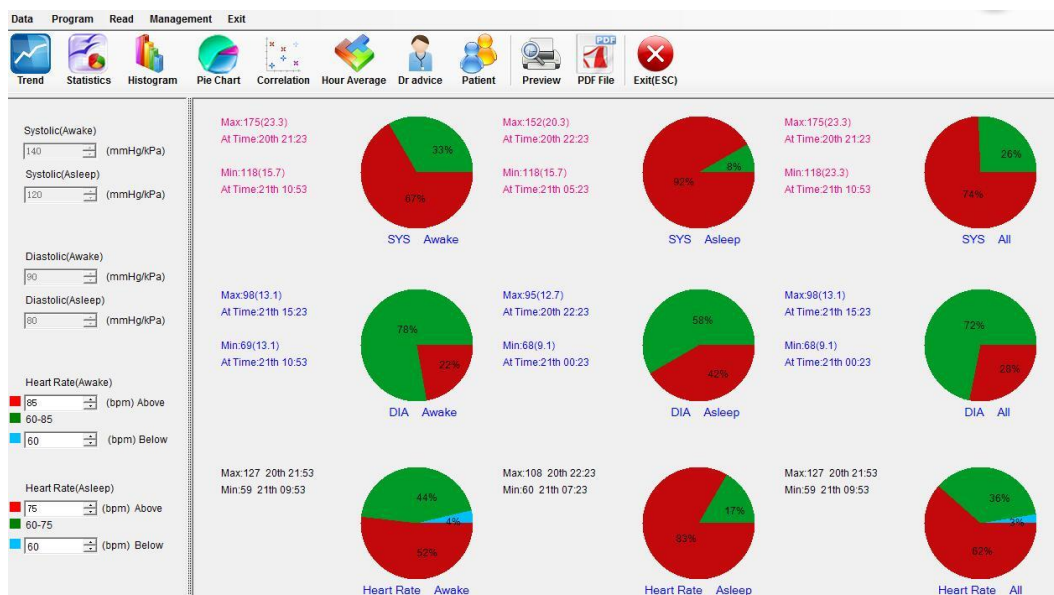 Data Program Read Management Exit
Trend Statistics Histogram Pie Chart Correlation Hour Average Dr advice Patient Preview PDF File Exit(ESC)
PDF
Systolic(Awake)
140 (mmHg/kPa)
Systolic(Asleep)
120 (mmHg/kPa)
Diastolic(Awake)
90 (mmHg/kPa)
Diastolic(Asleep)
80 (mmHg/kPa)
Heart Rate(Awake)
85 (bpm) Above
60-85
60 (bpm) Below
Heart Rate(Asleep)
75 (bpm) Above
60-75
60 (bpm) Below
Max:175(23.3)
At Time:20th 21:23
Min:118(15.7)
At Time:21th 10:53
33%
67%
SYS Awake
Max:152(20.3)
At Time:20th 22:23
Min:118(15.7)
At Time:21th 05:23
8%
92%
SYS Asleep
Max:175(23.3)
At Time:20th 21:23
Min:118(23.3)
At Time:21th 10:53
26%
74%
SYS All
Max:98(13.1)
At Time:21th 15:23
Min:69(13.1)
At Time:21th 10:53
78%
22%
DIA Awake
Max:95(12.7)
At Time:20th 22:23
Min:68(9.1)
At Time:21th 00:23
58%
42%
DIA Asleep
Max:98(13.1)
At Time:21th 15:23
Min:68(9.1)
At Time:21th 00:23
72%
28%
DIA All
Max:127 20th 21:53
Min:59 21th 09:53
44%
4%
52%
Heart Rate Awake
Max:108 20th 22:23
Min:60 21th 07:23
17%
83%
Heart Rate Asleep
Max:127 20th 21:53
Min:59 21th 09:53
36%
3%
62%
Heart Rate All